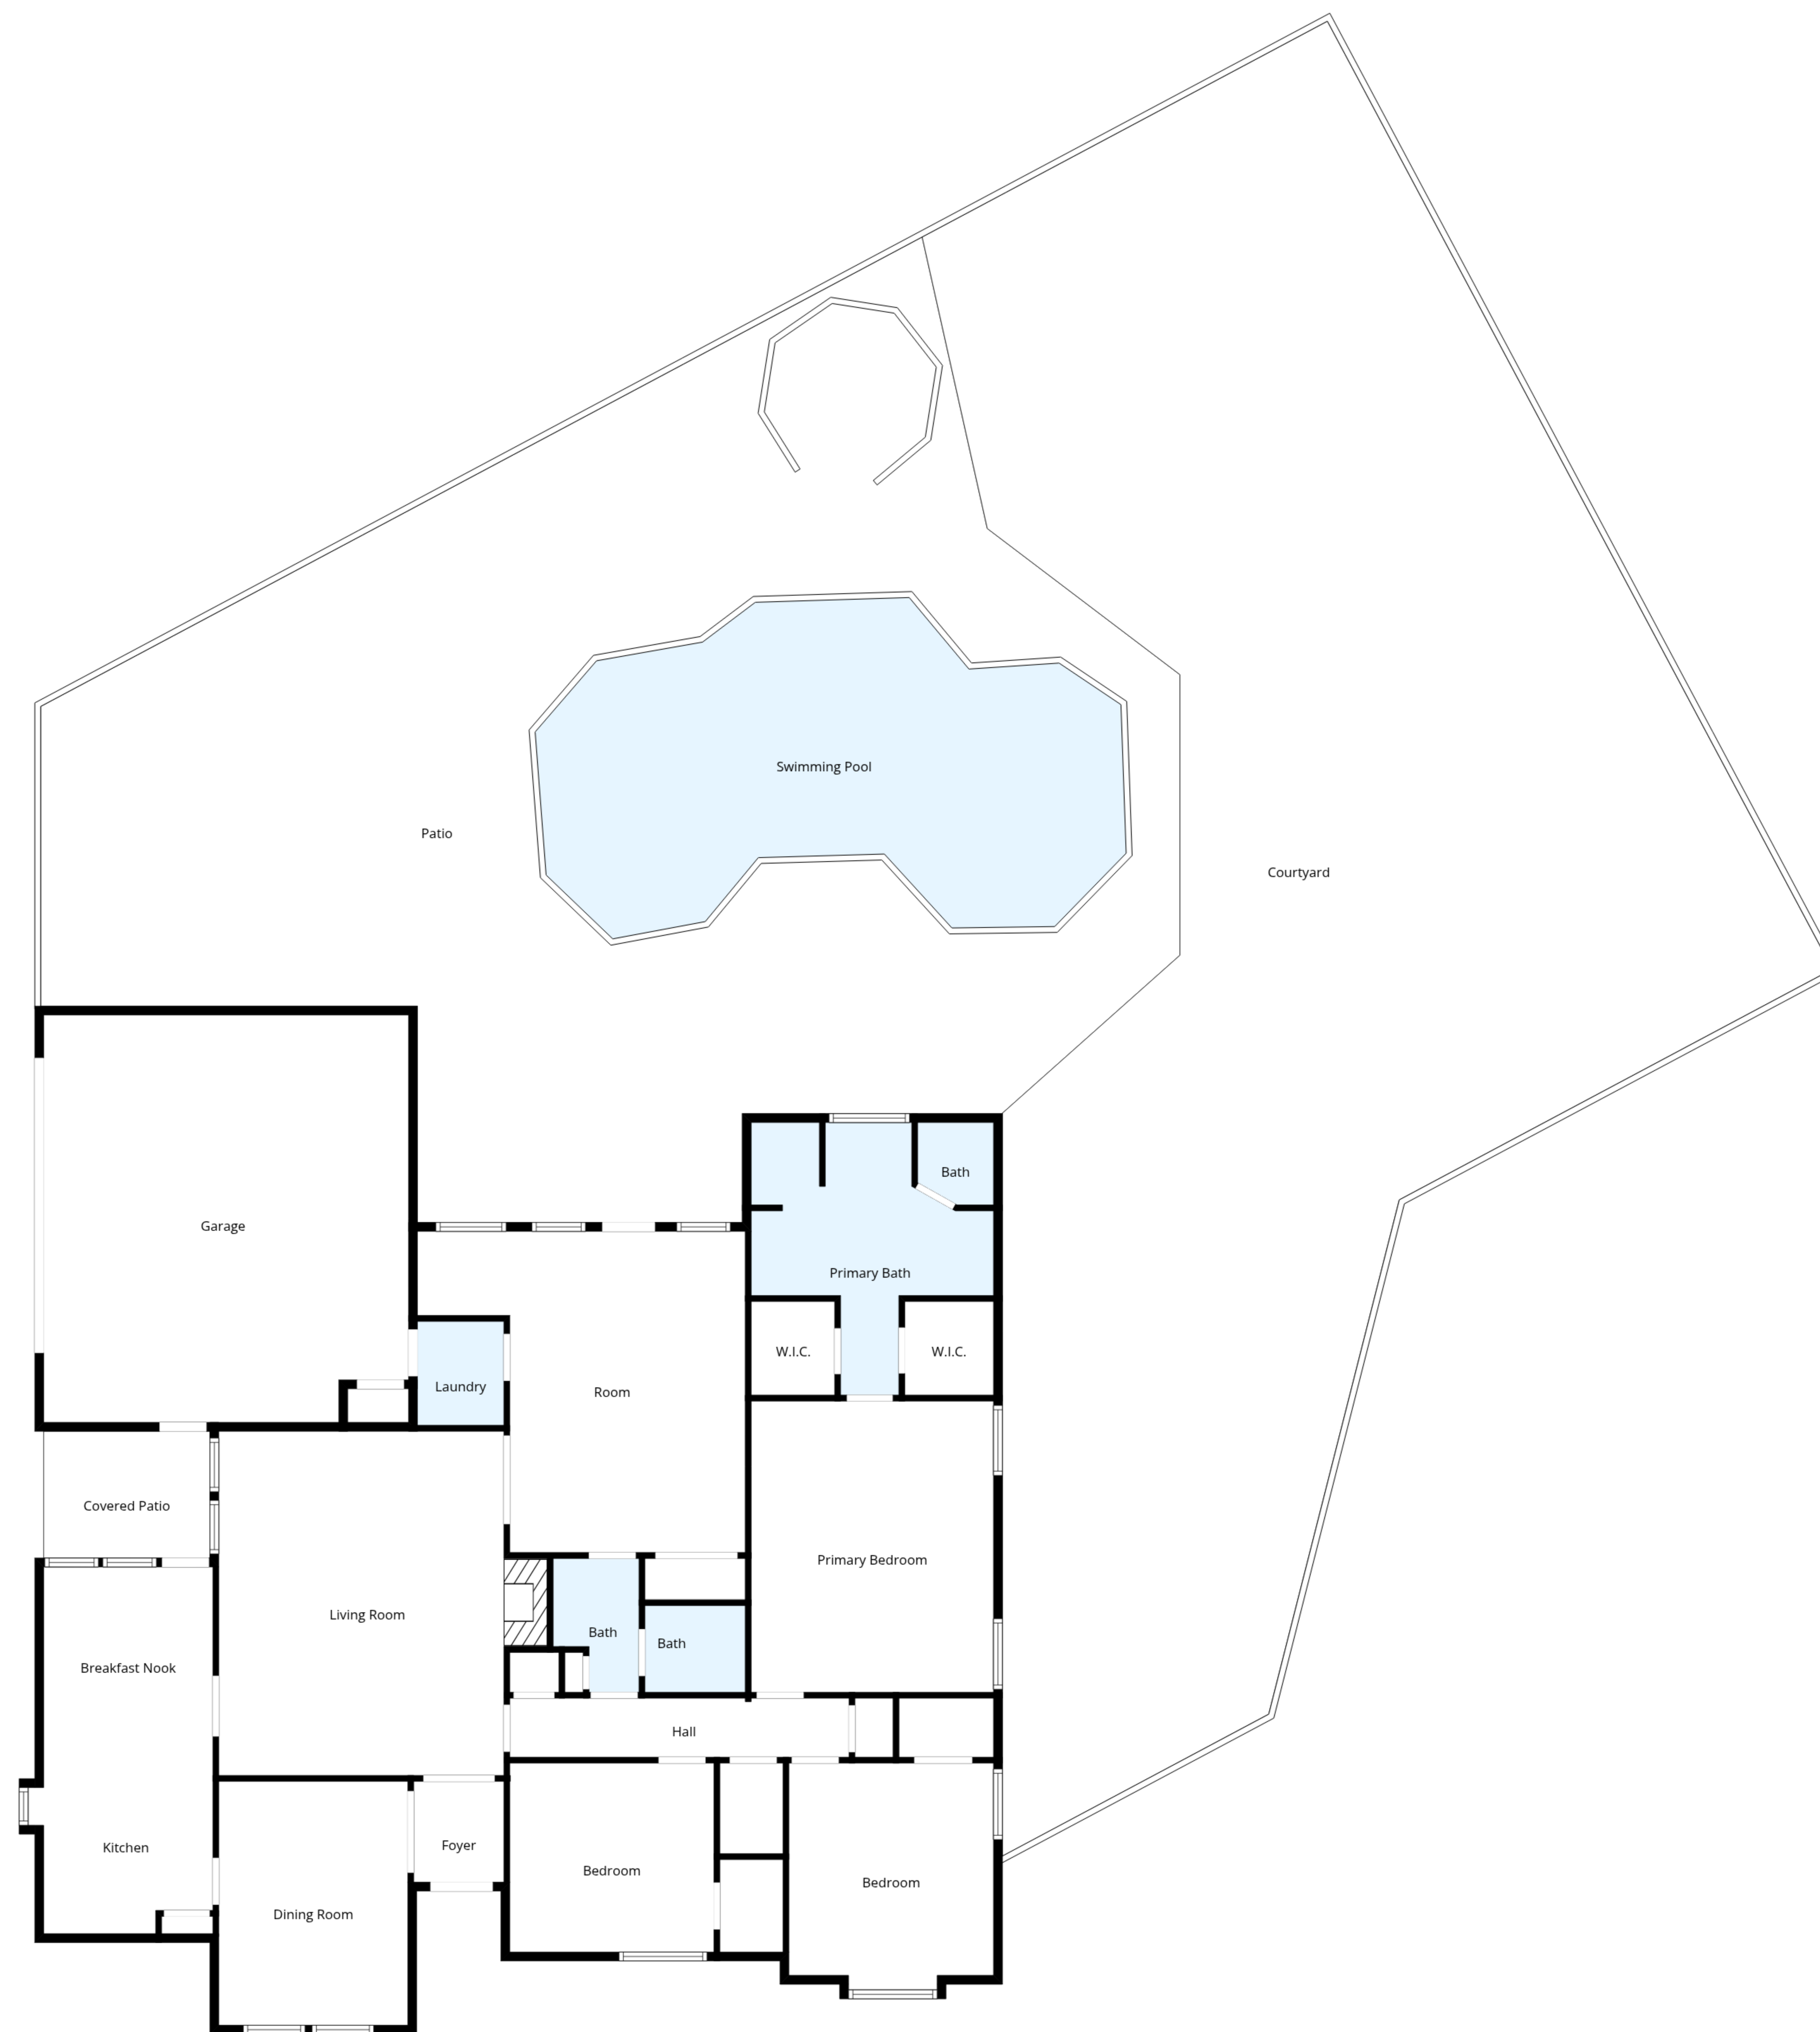 Swimming Pool
Patio
Courtyard
Bath
Garage
Primary Bath
W.I.C.
W.I.C.
Laundry
Room
Covered Patio
Primary Bedroom
Living Room
Bath
Bath
Breakfast Nook
Hall
Kitchen
Foyer
Bedroom
Bedroom
Dining Room